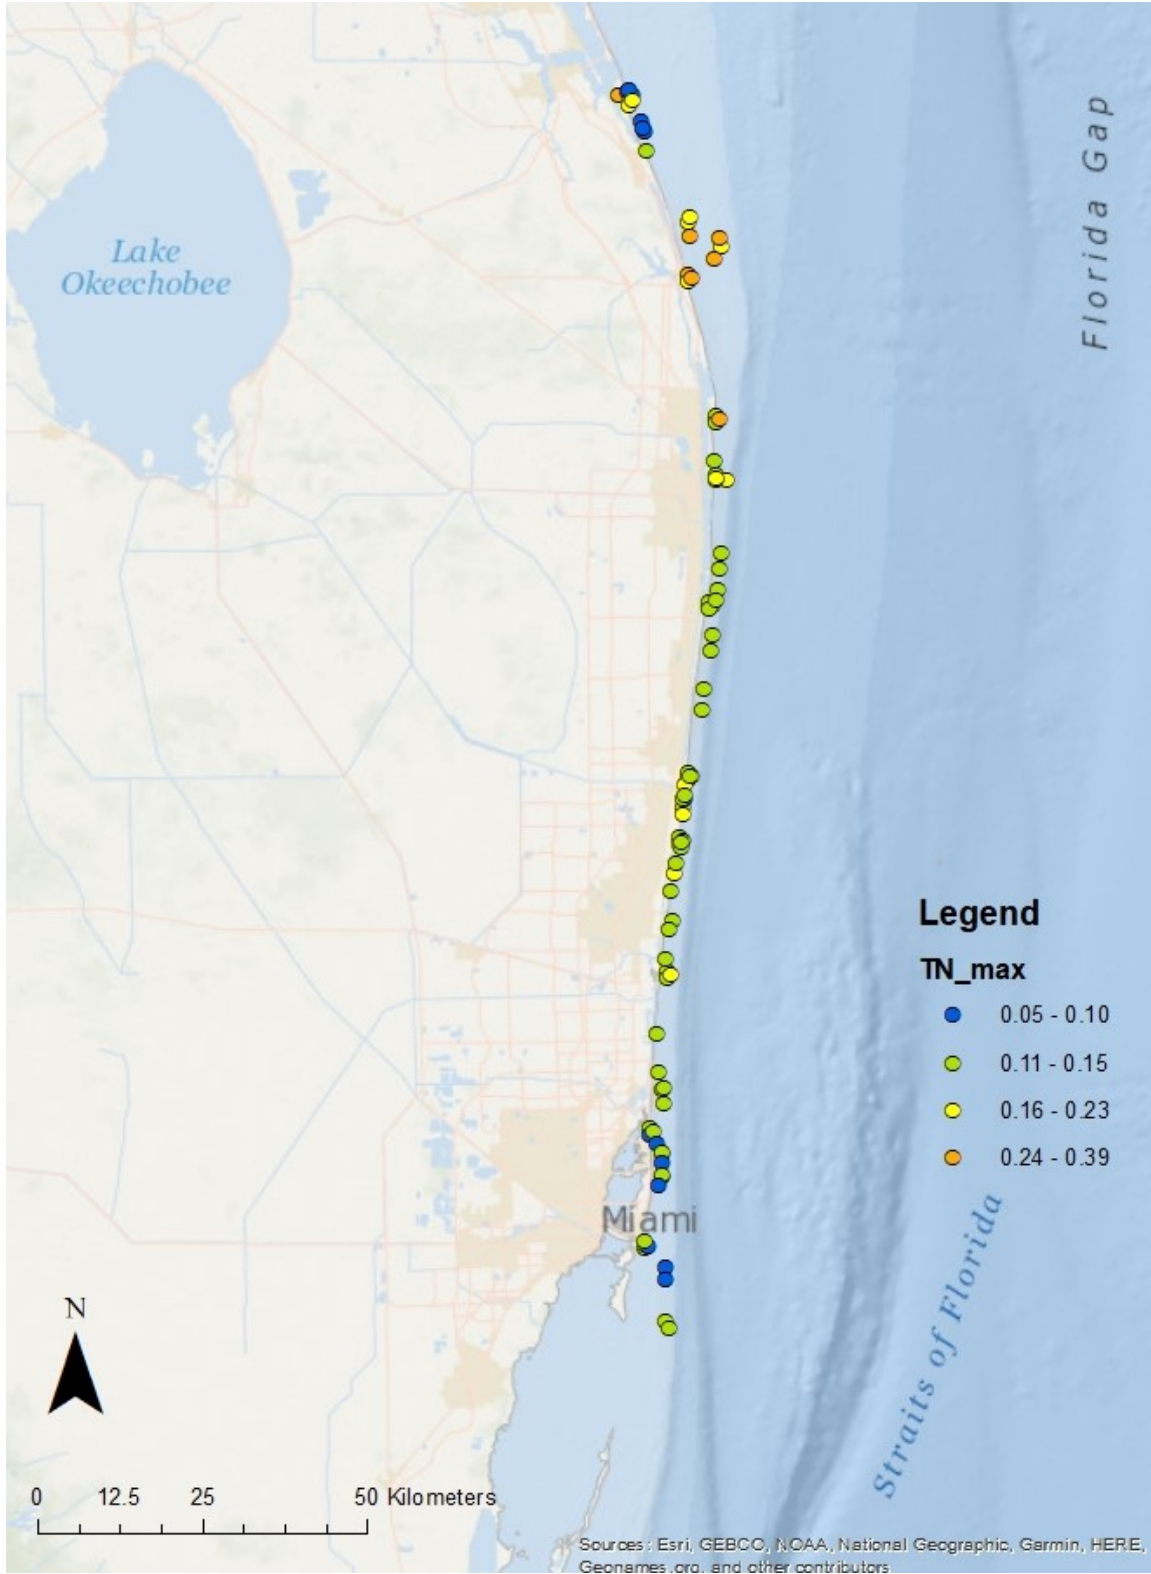 Florida Gap
Lake
Okeechobee
Legend
TN_max
0.05 - 0.10
0.11 - 0.15
0.16 - 0.23
0.24 - 0.39
Miami
Straits of Florida
N
0 12.5 25 50 Kilometers
Sources: Esri, GEBCO, NOAA, National Geographic, Garmin, HERE,
Geonames.org, and other contributors